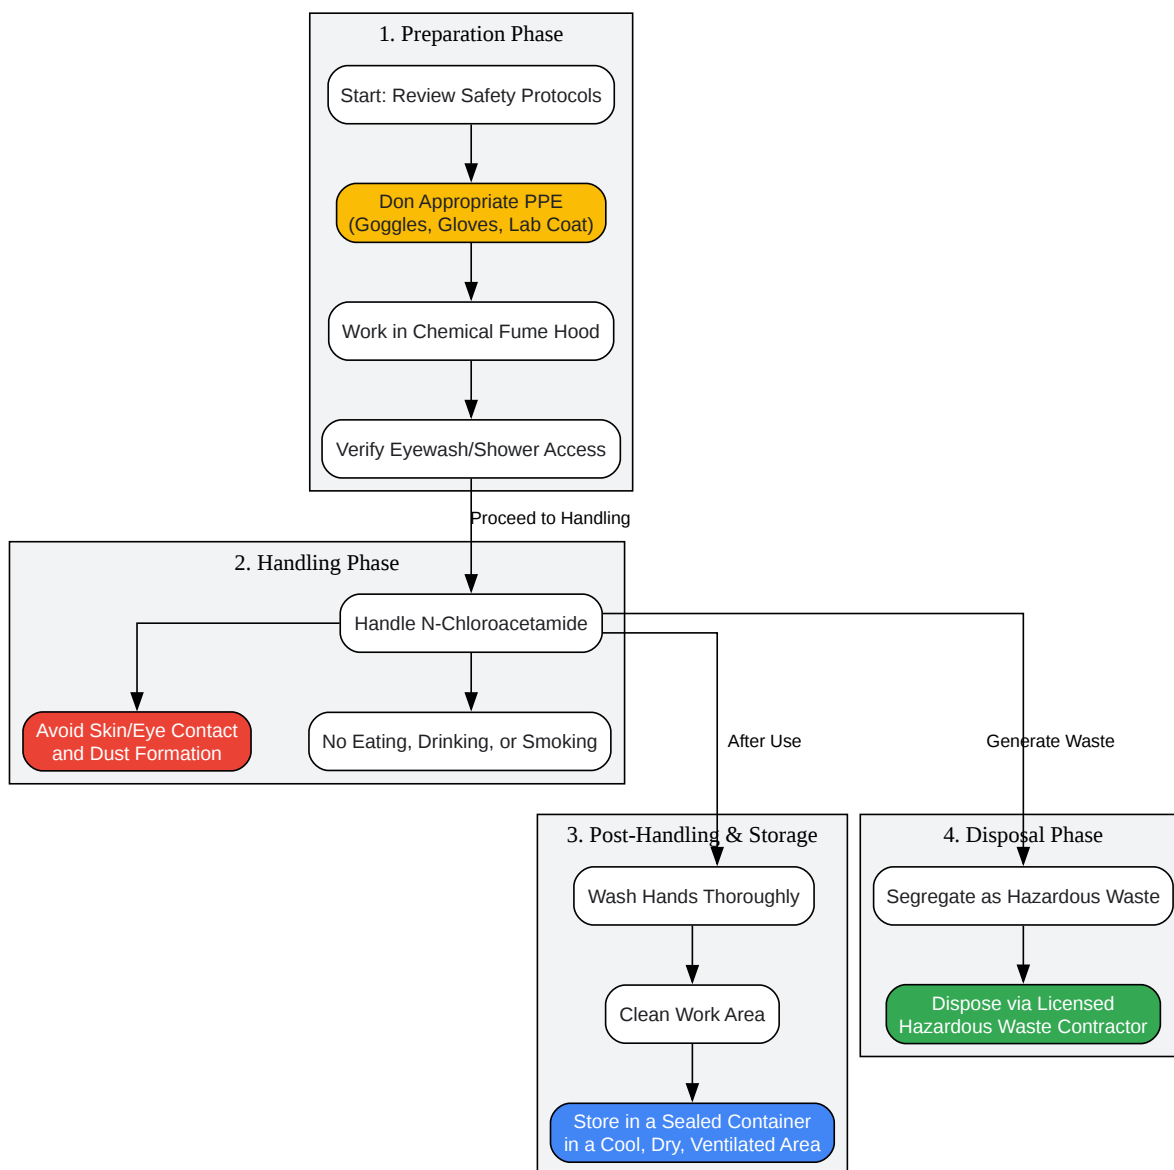 1. Preparation Phase
Start: Review Safety Protocols
Don Appropriate PPE
(Goggles, Gloves, Lab Coat)
Work in Chemical Fume Hood
Verify Eyewash/Shower Access
Proceed to Handling
2. Handling Phase
Handle N-Chloroacetamide
Avoid Skin/Eye Contact
and Dust Formation
No Eating, Drinking, or Smoking
After Use
Generate Waste
3. Post-Handling & Storage
Wash Hands Thoroughly
Clean Work Area
Store in a Sealed Container
in a Cool, Dry, Ventilated Area
4. Disposal Phase
Segregate as Hazardous Waste
Dispose via Licensed
Hazardous Waste Contractor